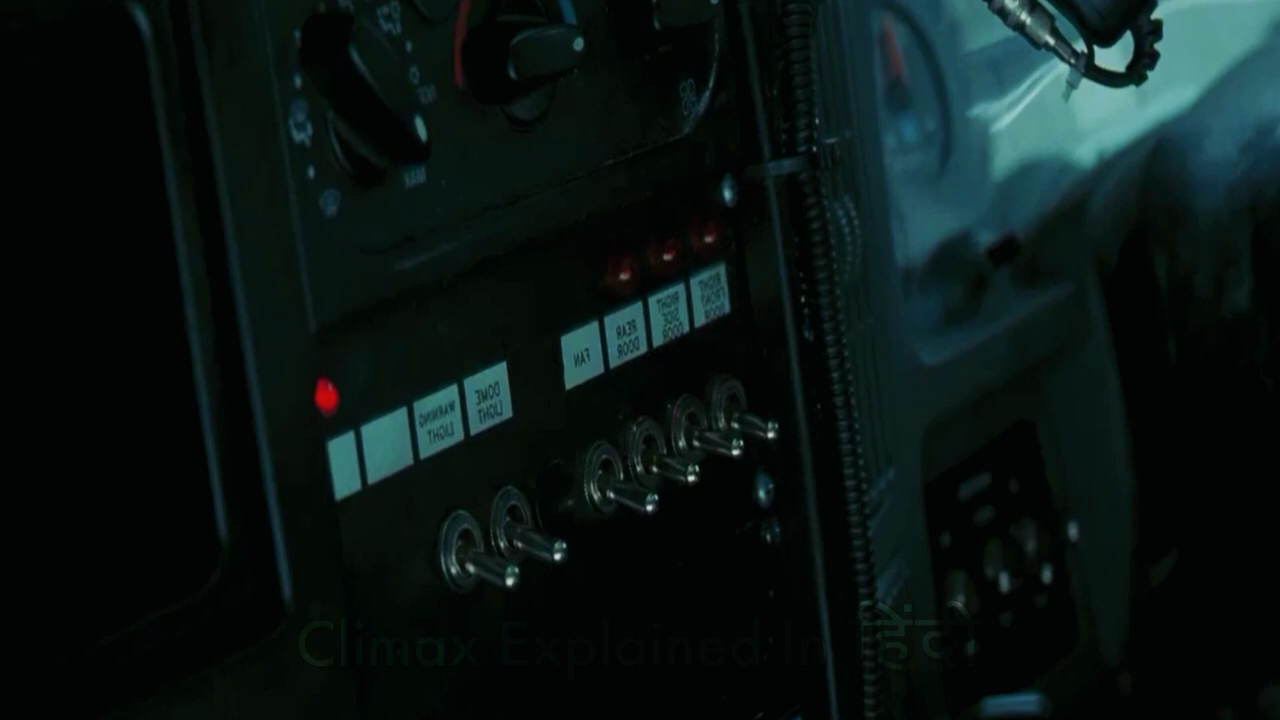 MAX
RIGHT
FRONT
DOOR
RIGHT
SIDE
DOOR
REAR
DOOR
FAN
DOME
LIGHT
WARNING
LIGHT
Climax Explained In हिंदी